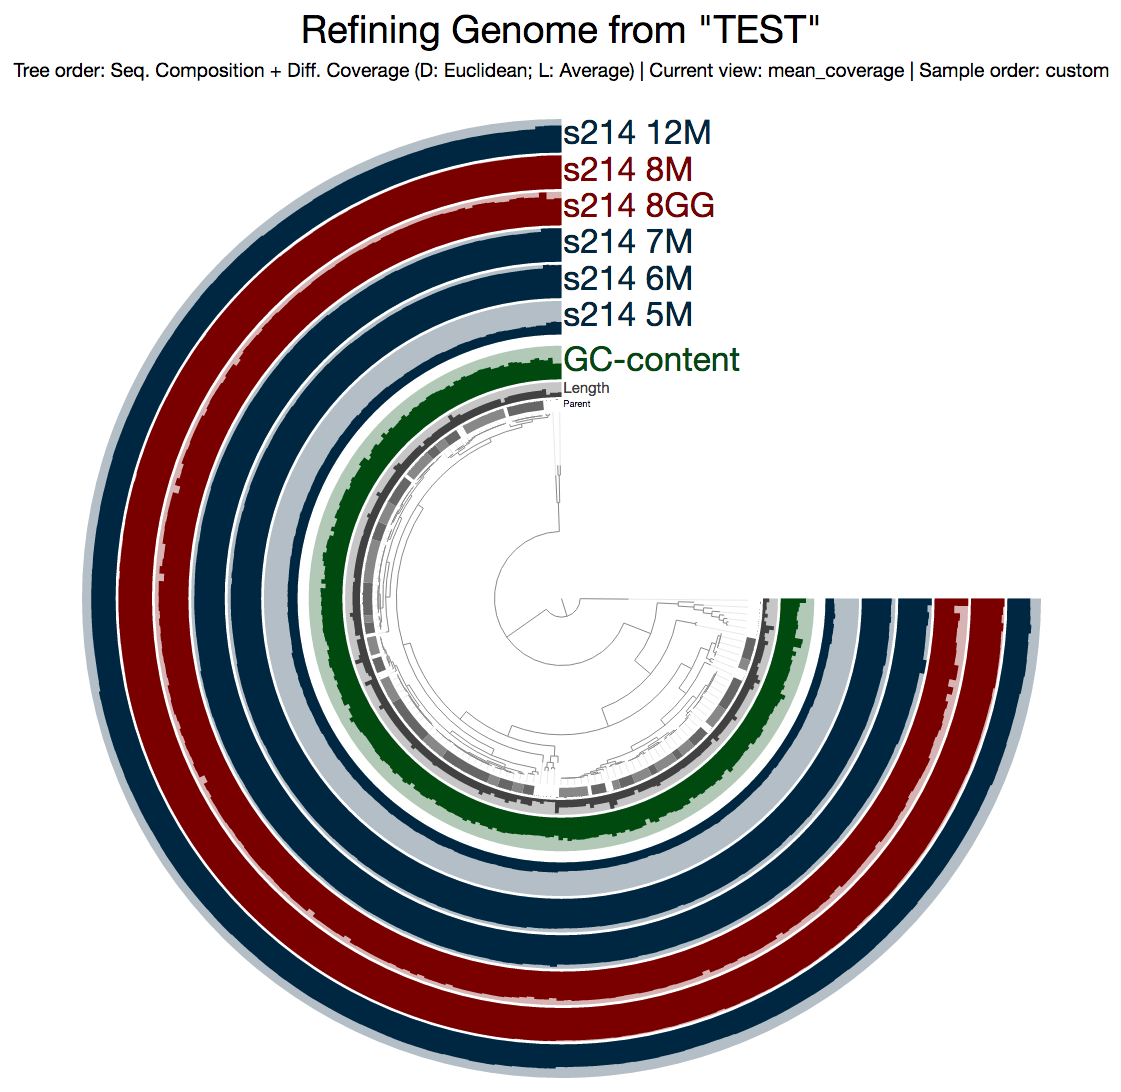 Refining Genome from "TEST"
Tree order: Seq. Composition + Diff. Coverage (D: Euclidean; L: Average) | Current view: mean_coverage | Sample order: custom
s214 12M
s214 8M
s214 8GG
s214 7M
s214 6M
s214 5M
GC-content
Length
Parent